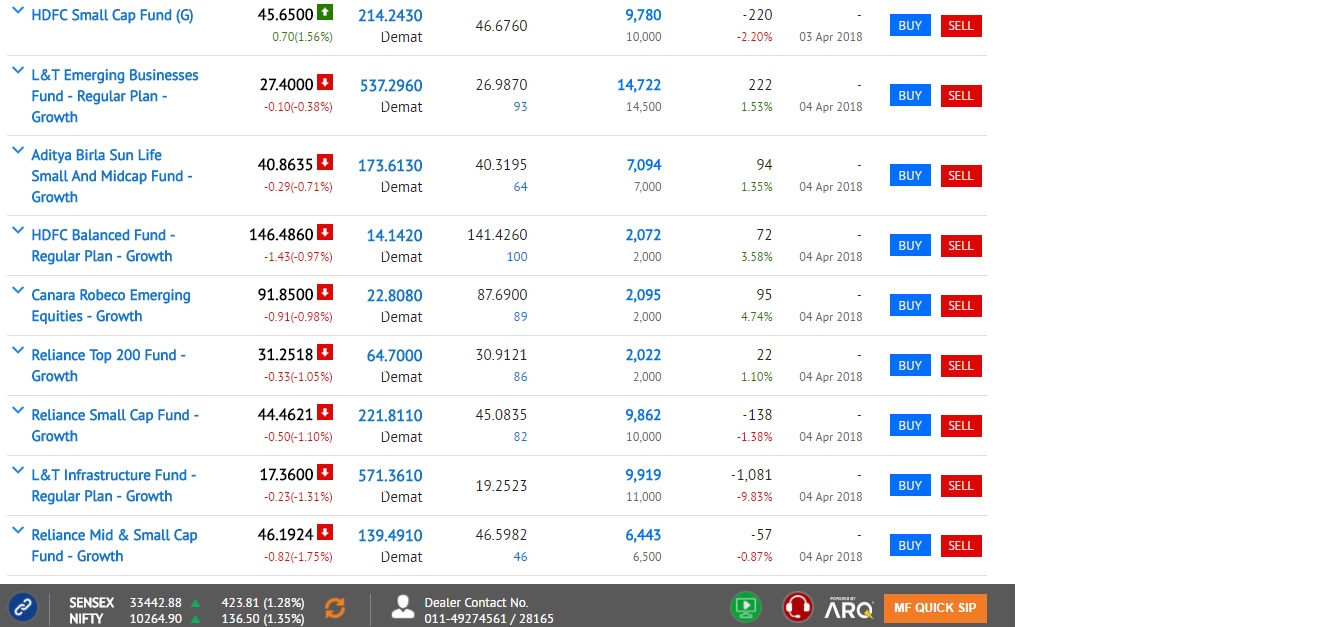 HDFC Small Cap Fund (G) 45.6500 214.2430 46.6760 9,780 -220 - BUY SELL
0.70(1.56%) Demat 10,000 -2.20% 03 Apr 2018
L&T Emerging Businesses 27.4000 537.2960 26.9870 14,722 222 - BUY SELL
Fund - Regular Plan - -0.10(-0.38%) Demat 93 14,500 1.53% 04 Apr 2018
Growth
Aditya Birla Sun Life 40.8635 173.6130 40.3195 7,094 94 - BUY SELL
Small And Midcap Fund - -0.29(-0.71%) Demat 64 7,000 1.35% 04 Apr 2018
Growth
HDFC Balanced Fund - 146.4860 14.1420 141.4260 2,072 72 - BUY SELL
Regular Plan - Growth -1.43(-0.97%) Demat 100 2,000 3.58% 04 Apr 2018
Canara Robeco Emerging 91.8500 22.8080 87.6900 2,095 95 - BUY SELL
Equities - Growth -0.91(-0.98%) Demat 89 2,000 4.74% 04 Apr 2018
Reliance Top 200 Fund - 31.2518 64.7000 30.9121 2,022 22 - BUY SELL
Growth -0.33(-1.05%) Demat 86 2,000 1.10% 04 Apr 2018
Reliance Small Cap Fund - 44.4621 221.8110 45.0835 9,862 -138 - BUY SELL
Growth -0.50(-1.10%) Demat 82 10,000 -1.38% 04 Apr 2018
L&T Infrastructure Fund - 17.3600 571.3610 19.2523 9,919 -1,081 - BUY SELL
Regular Plan - Growth -0.23(-1.31%) Demat 11,000 -9.83% 04 Apr 2018
Reliance Mid & Small Cap 46.1924 139.4910 46.5982 6,443 -57 - BUY SELL
Fund - Growth -0.82(-1.75%) Demat 46 6,500 -0.87% 04 Apr 2018
SENSEX 33442.88 423.81 (1.28%) Dealer Contact No. POWERED BY
NIFTY 10264.90 136.50 (1.35%) 011-49274561 / 28165 ARQ MF QUICK SIP